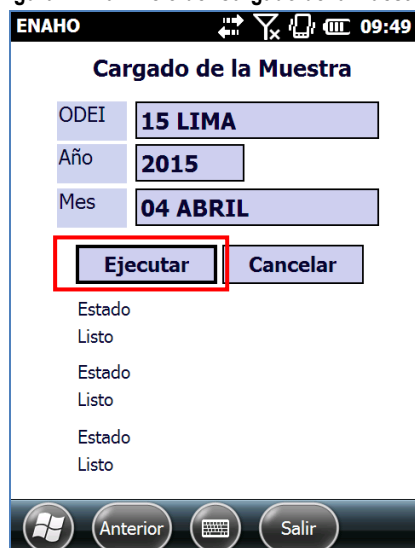 ENAHO 09:49
Cargado de la Muestra
ODEI 15 LIMA
Año 2015
Mes 04 ABRIL
Ejecutar Cancelar
Estado
Listo
Estado
Listo
Estado
Listo
Anterior Salir